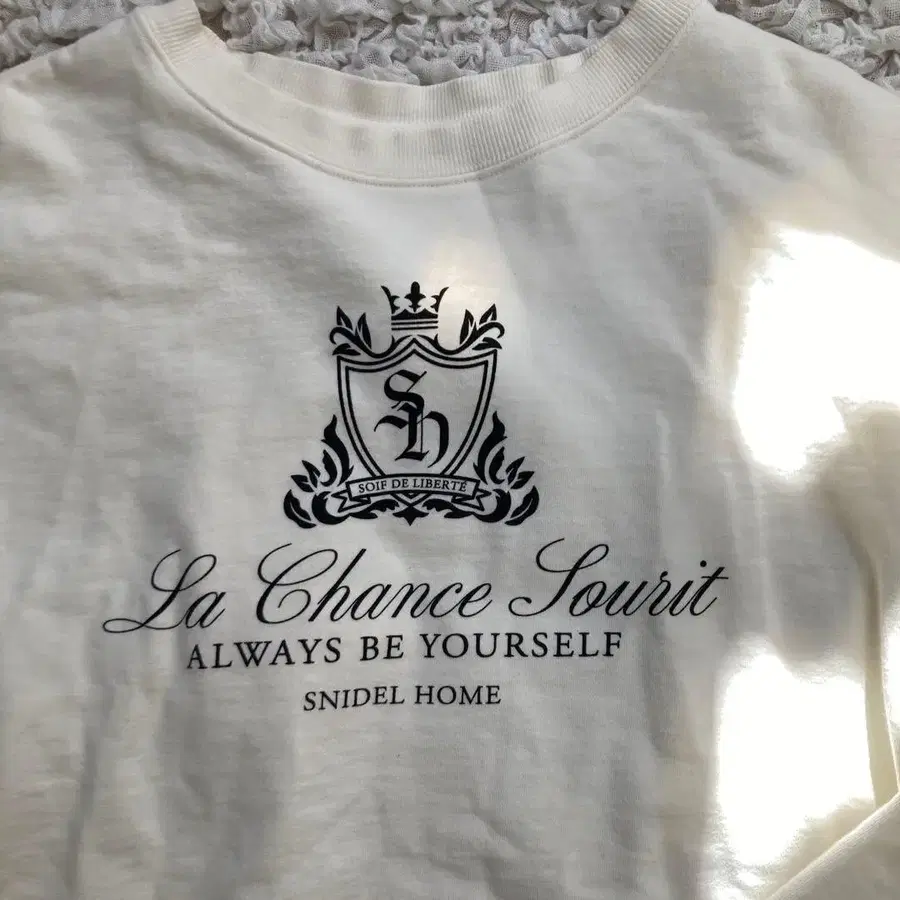 Sh
SOIF DE LIBERTÉ
La Chance Sourit
ALWAYS BE YOURSELF
SNIDEL HOME